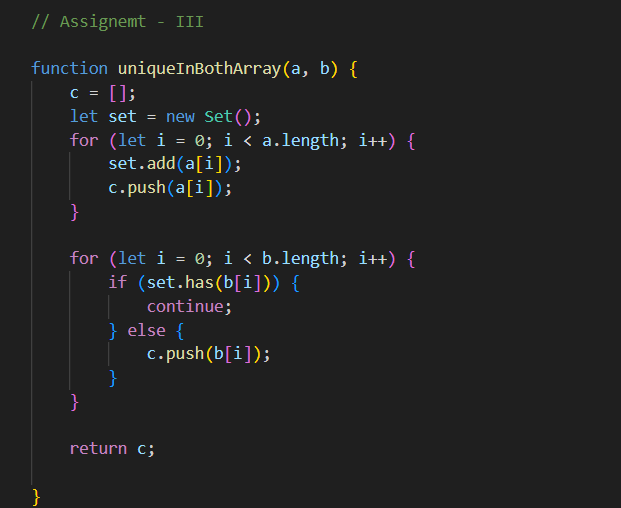 // Assignemt - III
function uniqueInBothArray(a, b) {
c = [];
let set = new Set();
for (let i = 0; i < a.length; i++) {
set.add(a[i]);
c.push(a[i]);
}
for (let i = 0; i < b.length; i++) {
if (set.has(b[i])) {
continue;
} else {
c.push(b[i]);
}
}
return c;
}